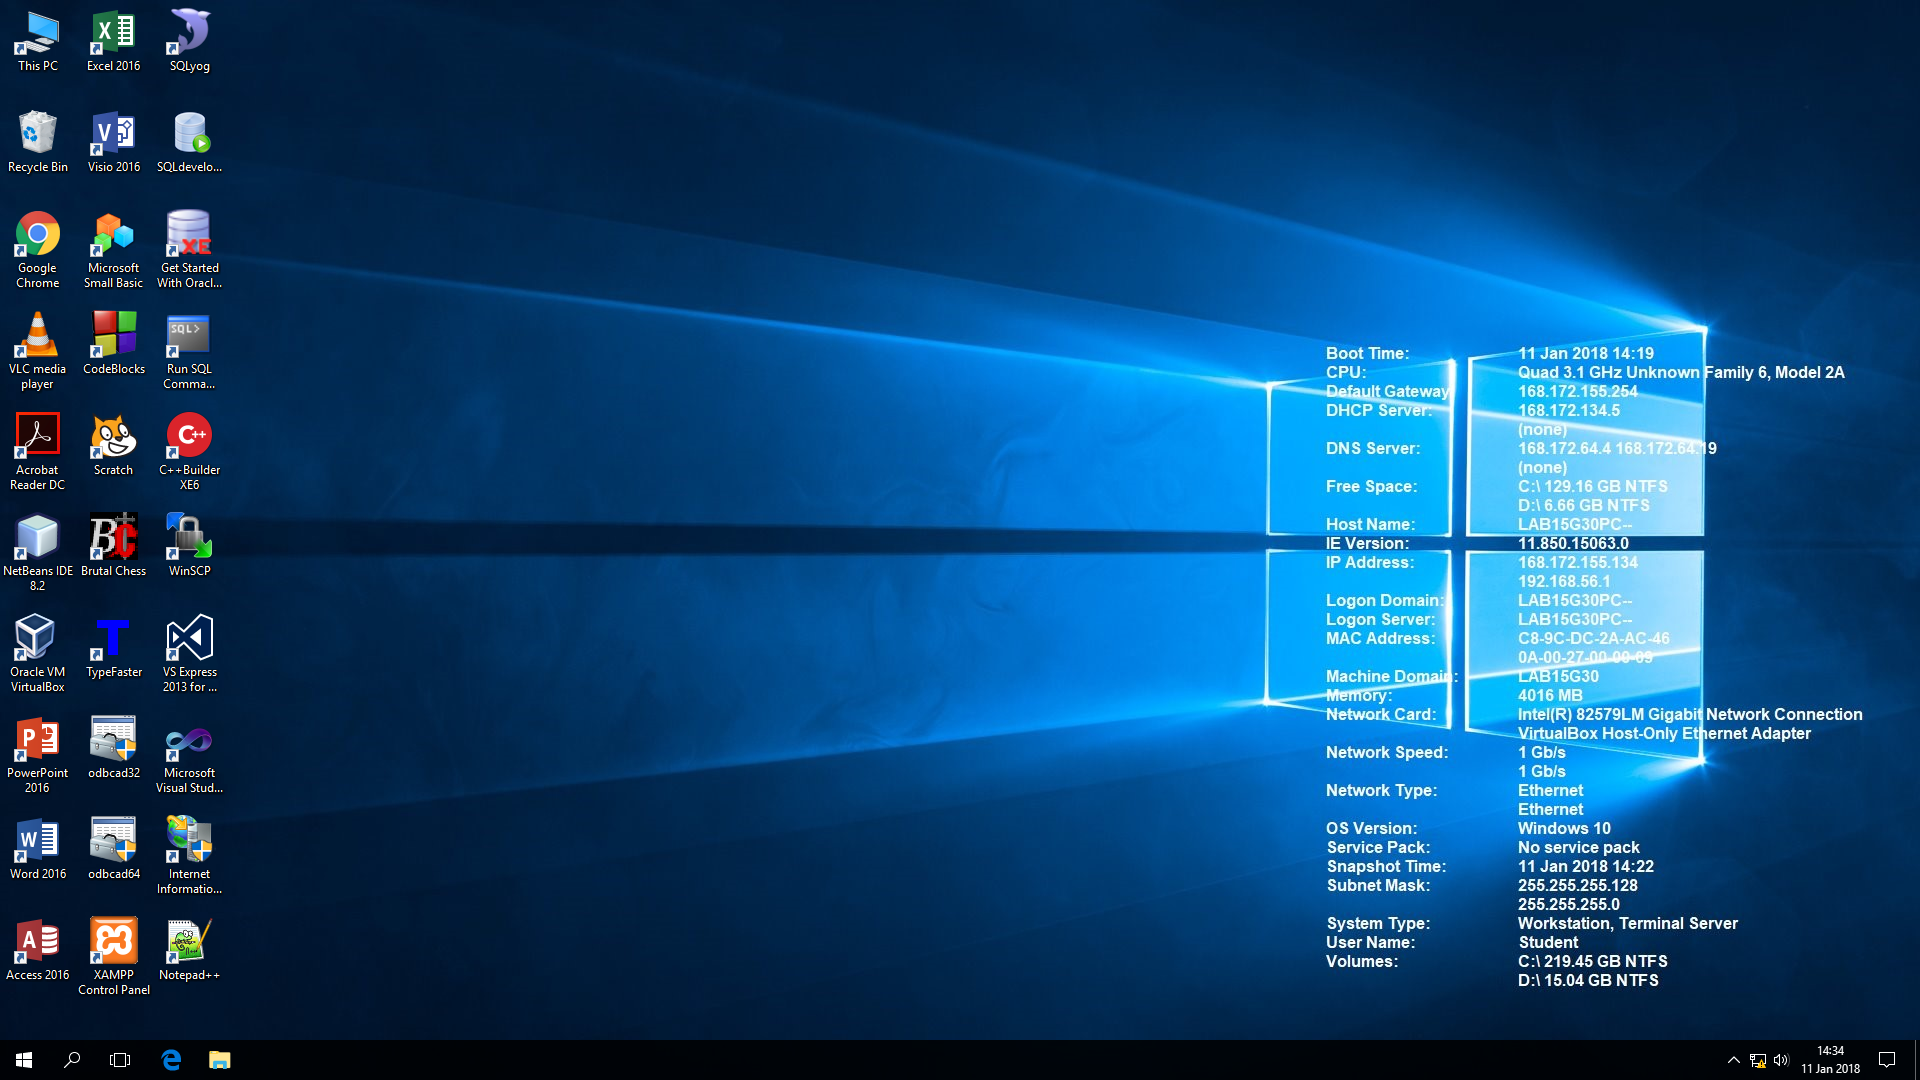 This PC
Excel 2016
SQLyog
Recycle Bin
Visio 2016
SQLdevelo...
Google
Chrome
Microsoft
Small Basic
XE
Get Started
With Oracl...
VLC media
player
CodeBlocks
SQL>
Run SQL
Comma...
Acrobat
Reader DC
Scratch
C++
C++Builder
XE6
NetBeans IDE
8.2
Brutal Chess
WinSCP
Oracle VM
VirtualBox
TypeFaster
VS Express
2013 for ...
PowerPoint
2016
odbcad32
Microsoft
Visual Stud...
Word 2016
odbcad64
Internet
Informatio...
Access 2016
XAMPP
Control Panel
Notepad++
Boot Time: 11 Jan 2018 14:19
CPU: Quad 3.1 GHz Unknown Family 6, Model 2A
Default Gateway 168.172.155.254
DHCP Server: 168.172.134.5
(none)
DNS Server: 168.172.64.4 168.172.64.19
(none)
Free Space: C:\ 129.16 GB NTFS
D:\ 6.66 GB NTFS
Host Name: LAB15G30PC--
IE Version: 11.850.15063.0
IP Address: 168.172.155.134
192.168.56.1
Logon Domain: LAB15G30PC--
Logon Server: LAB15G30PC--
MAC Address: C8-9C-DC-2A-AC-46
0A-00-27-00-00-09
Machine Domain: LAB15G30
Memory: 4016 MB
Network Card: Intel(R) 82579LM Gigabit Network Connection
VirtualBox Host-Only Ethernet Adapter
Network Speed: 1 Gb/s
1 Gb/s
Network Type: Ethernet
Ethernet
OS Version: Windows 10
Service Pack: No service pack
Snapshot Time: 11 Jan 2018 14:22
Subnet Mask: 255.255.255.128
255.255.255.0
System Type: Workstation, Terminal Server
User Name: Student
Volumes: C:\ 219.45 GB NTFS
D:\ 15.04 GB NTFS
14:34
11 Jan 2018